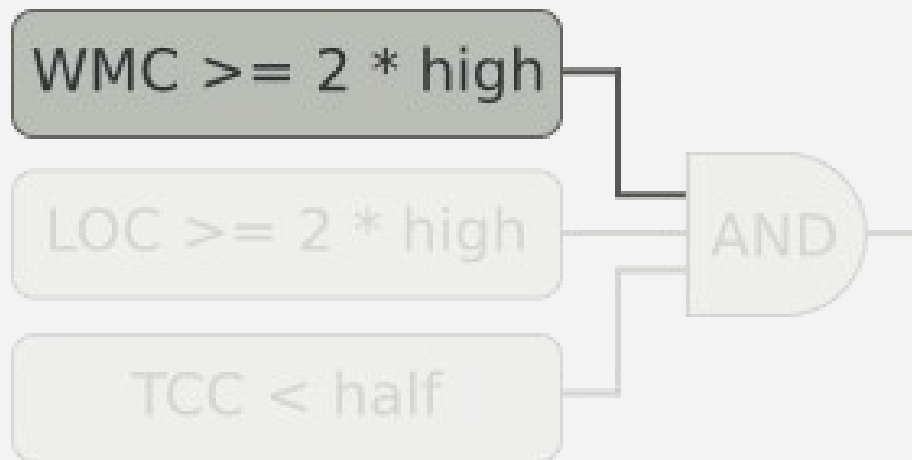 WMC >= 2 * high
LOC >= 2 * high
AND
TCC < half